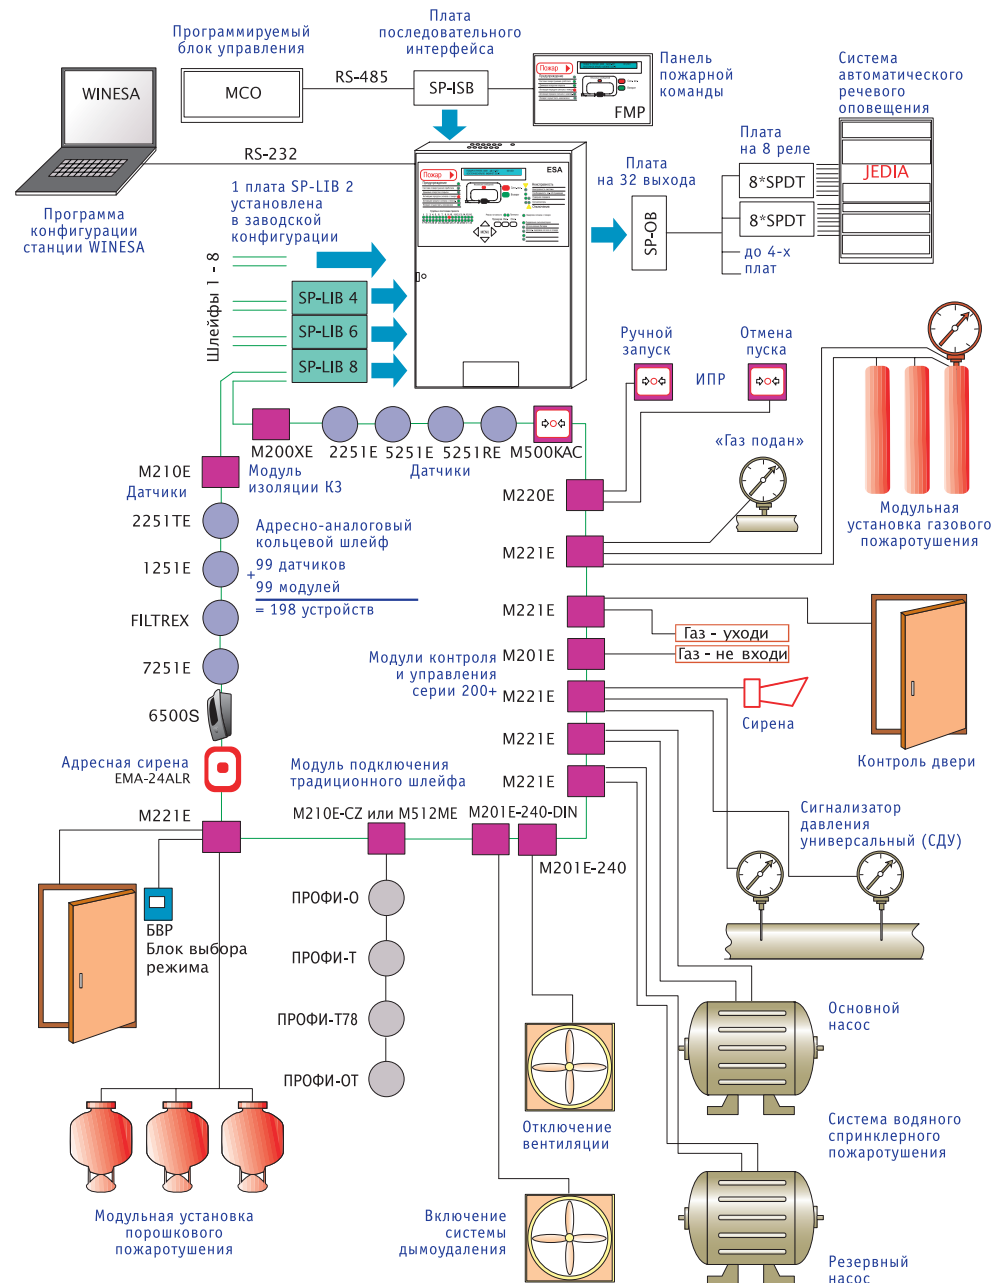 Программируемый
блок управления
Плата
последовательного
интерфейса
Панель
пожарной
команды
Система
автоматического
речевого
оповещения
WINESA
MCO
RS-485
SP-ISB
Пожар
FMP
Плата
на 8 реле
RS-232
Пожар
ESA
MENU
1 плата SP-LIB 2
установлена
в заводской
конфигурации
Плата
на 32 выхода
8*SPDT
JEDIA
8*SPDT
SP-OB
до 4-х
плат
Программа
конфигурации
станции WINESA
Шлейфы 1 - 8
SP-LIB 4
SP-LIB 6
SP-LIB 8
Ручной
запуск
ИПР
Отмена
пуска
M200XE
2251E
5251E
5251RE
M500KAC
Модуль
изоляции КЗ
Датчики
«Газ подан»
M210E
Датчики
M220E
Модульная
установка газового
пожаротушения
2251TE
Адресно-аналоговый
кольцевой шлейф
99 датчиков
+
99 модулей
= 198 устройств
1251E
M221E
FILTREX
M221E
Газ - уходи
Газ - не входи
7251E
Модули контроля
и управления
серии 200+
M201E
M221E
6500S
Сирена
M221E
Контроль двери
Адресная сирена
EMA-24ALR
Модуль подключения
традиционного шлейфа
M221E
M221E
M210E-CZ или M512ME
M201E-240-DIN
M201E-240
Сигнализатор
давления
универсальный (СДУ)
БВР
Блок выбора
режима
ПРОФИ-О
ПРОФИ-Т
ПРОФИ-Т78
ПРОФИ-ОТ
Основной
насос
Отключение
вентиляции
Система водяного
спринклерного
пожаротушения
Модульная установка
порошкового
пожаротушения
Включение
системы
дымоудаления
Резервный
насос